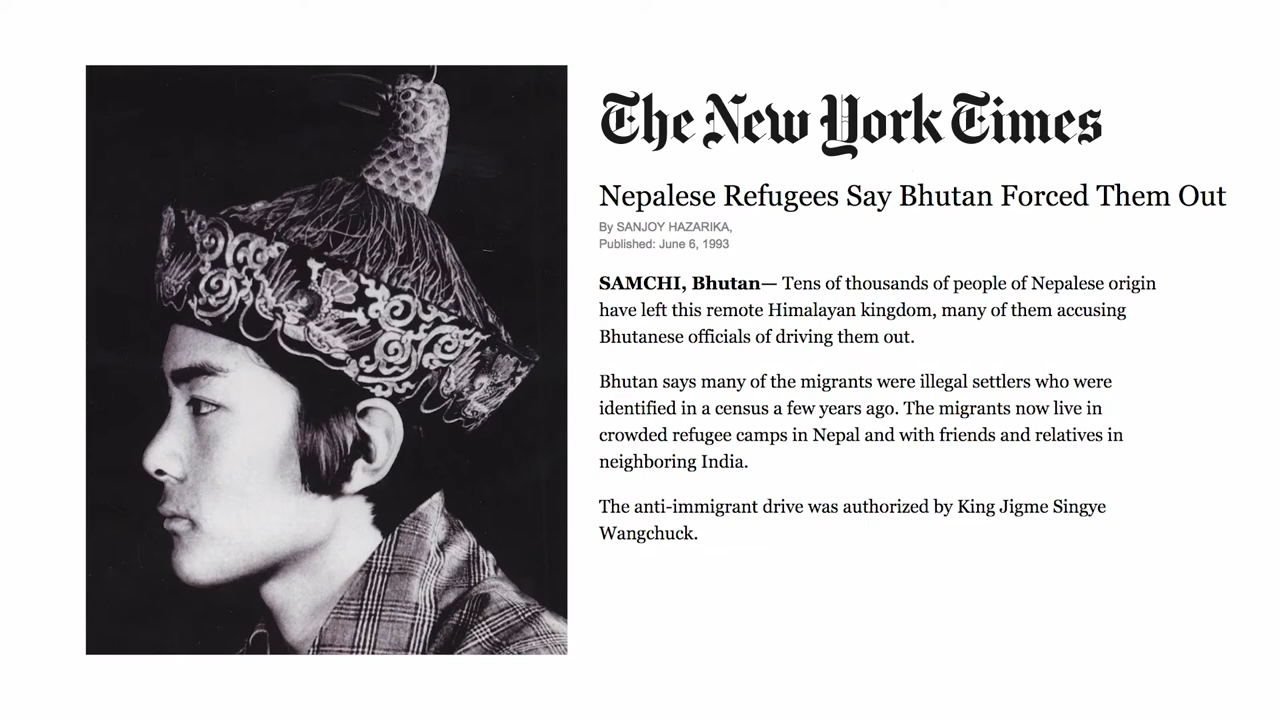 The New York Times
Nepalese Refugees Say Bhutan Forced Them Out
By SANJOY HAZARIKA,
Published: June 6, 1993
SAMCHI, Bhutan— Tens of thousands of people of Nepalese origin
have left this remote Himalayan kingdom, many of them accusing
Bhutanese officials of driving them out.
Bhutan says many of the migrants were illegal settlers who were
identified in a census a few years ago. The migrants now live in
crowded refugee camps in Nepal and with friends and relatives in
neighboring India.
The anti-immigrant drive was authorized by King Jigme Singye
Wangchuck.